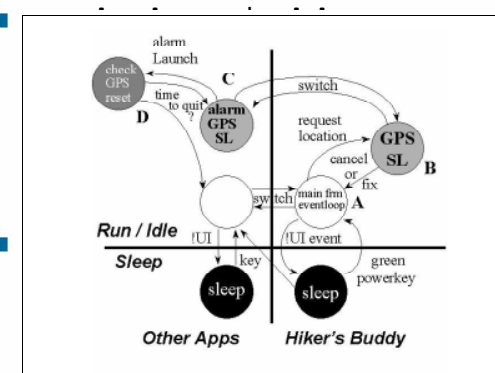 alarm
Launch
check
GPS
reset
D
time
to quit
?
C
alarm
GPS
SL
switch
request
location
GPS
SL
B
cancel
or
fix
switch
main frm
eventloop
A
Run / Idle
!UI
!UI event
Sleep
key
green
powerkey
sleep
sleep
Other Apps
Hiker's Buddy